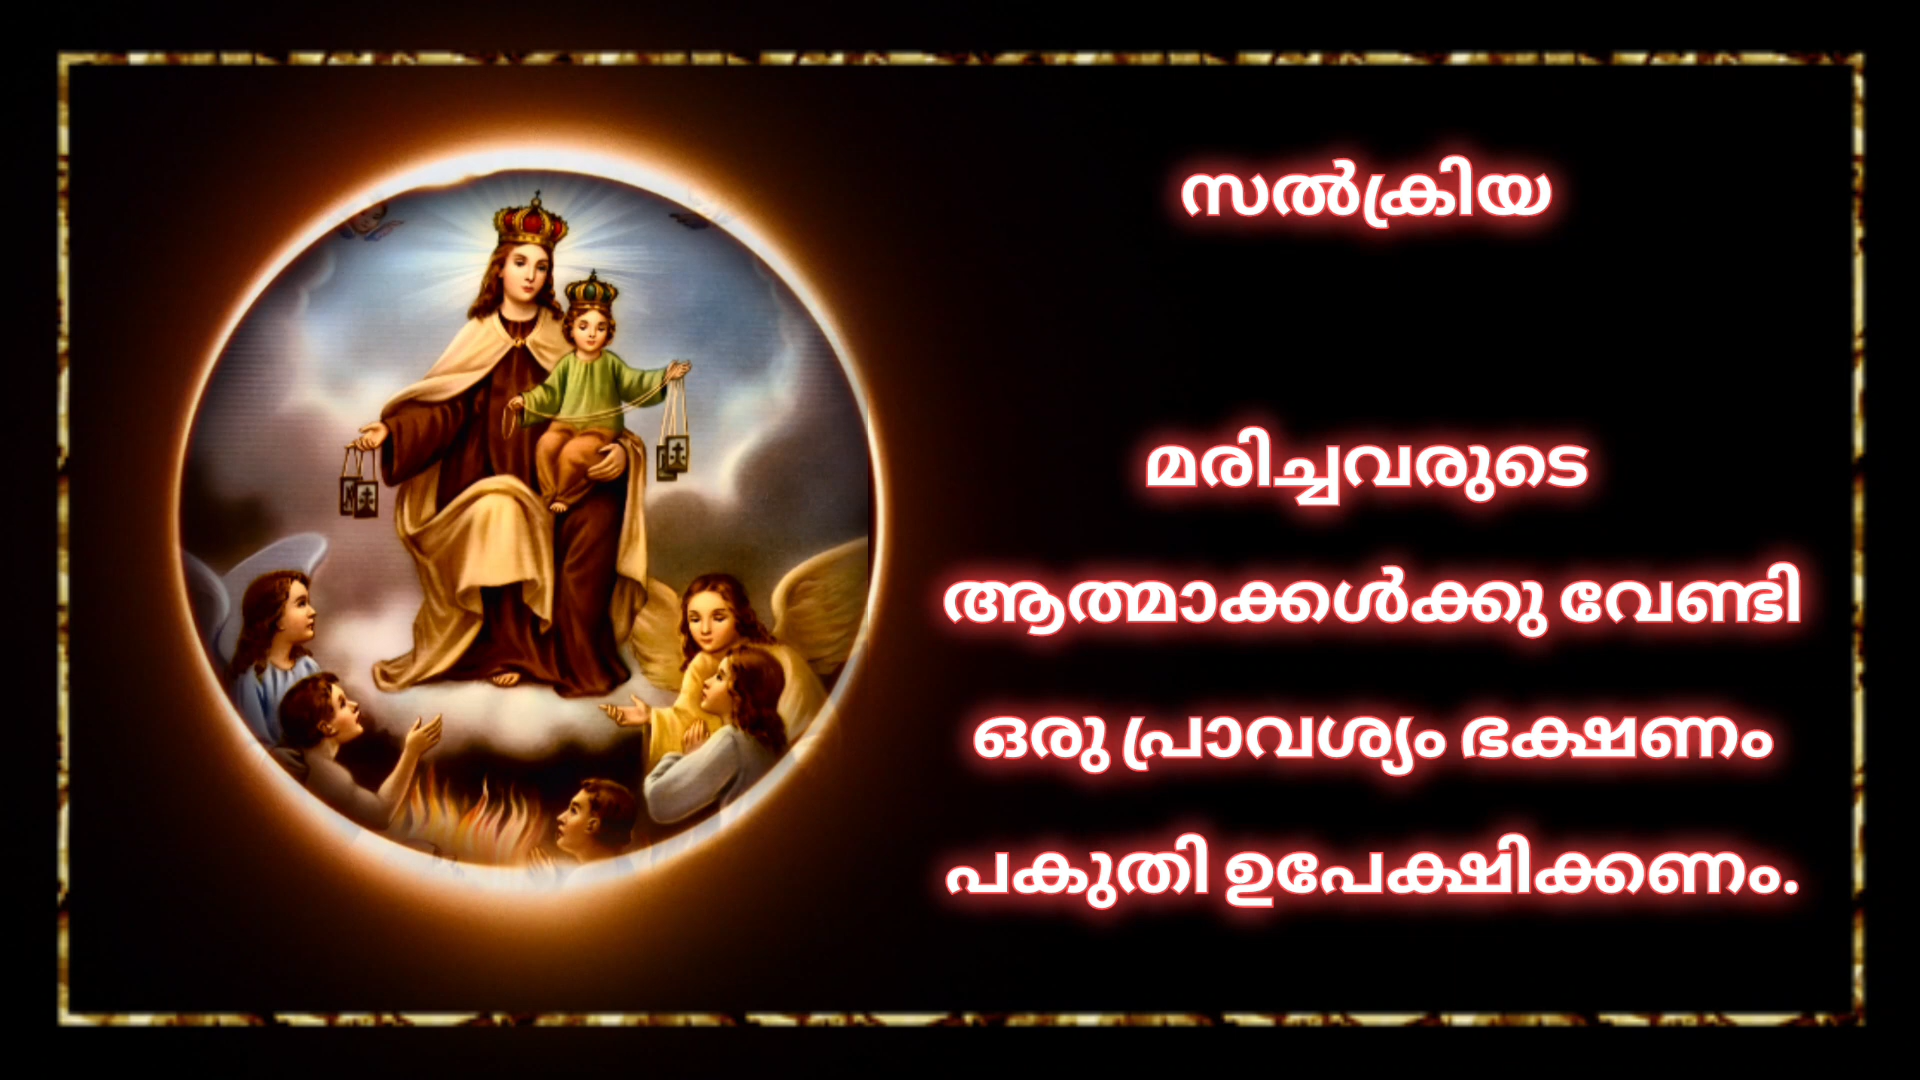 സൽക്രിയ
മരിച്ചവരുടെ
ആത്മാക്കൾക്കു വേണ്ടി
ഒരു പ്രാവശ്യം ഭക്ഷണം
പകുതി ഉപേക്ഷിക്കണം.